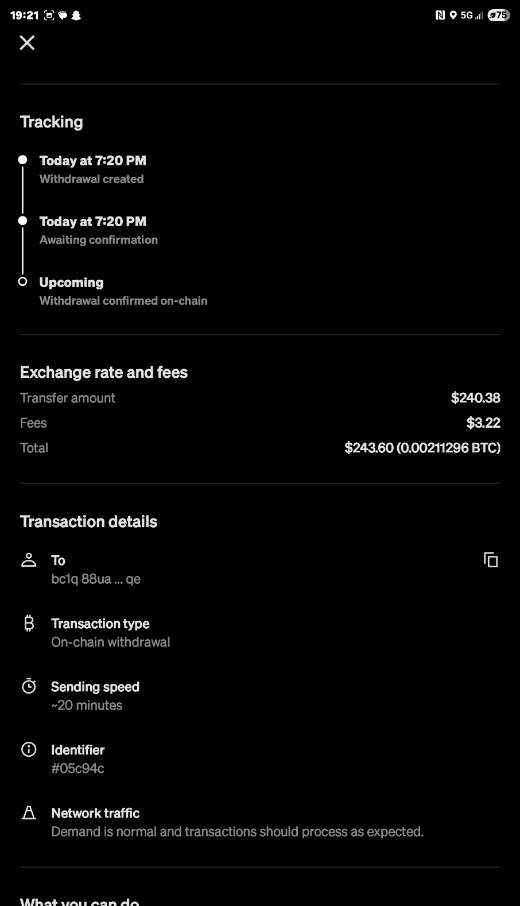 19:21
5G
75
Tracking
Today at 7:20 PM
Withdrawal created
Today at 7:20 PM
Awaiting confirmation
Upcoming
Withdrawal confirmed on-chain
Exchange rate and fees
Transfer amount $240.38
Fees $3.22
Total $243.60 (0.00211296 BTC)
Transaction details
To
bc1q 88ua ... qe
Transaction type
On-chain withdrawal
Sending speed
~20 minutes
Identifier
#05c94c
Network traffic
Demand is normal and transactions should process as expected.
What you can do